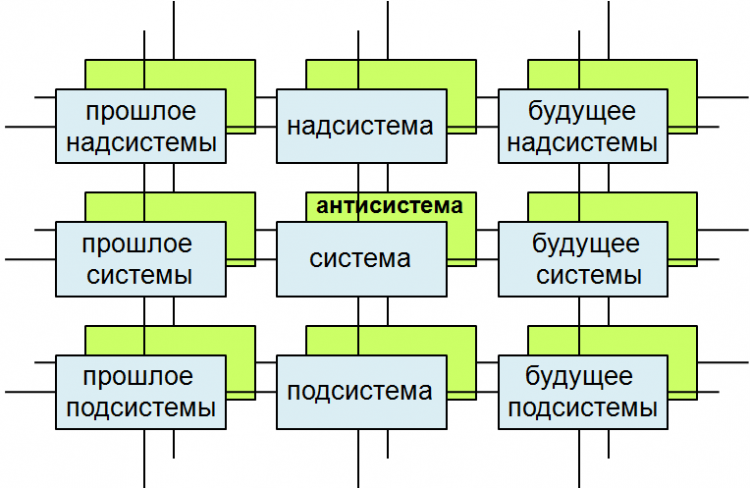 прошлое
надсистемы
надсистема
будущее
надсистемы
антисистема
прошлое
системы
система
будущее
системы
прошлое
подсистемы
подсистема
будущее
подсистемы